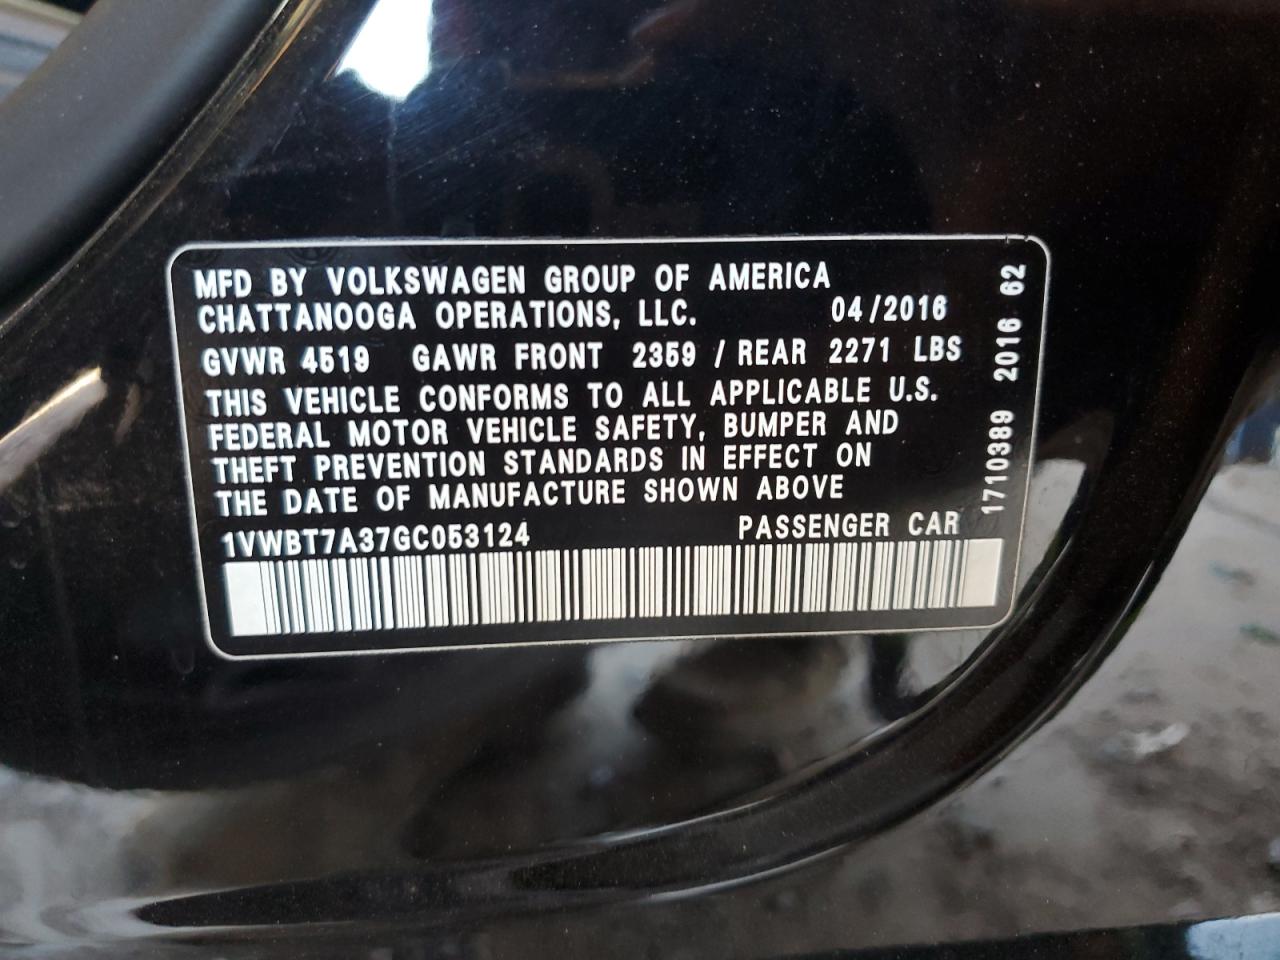 MFD BY VOLKSWAGEN GROUP OF AMERICA
CHATTANOOGA OPERATIONS, LLC. 04/2016
GVWR 4519 GAWR FRONT 2359 / REAR 2271 LBS
THIS VEHICLE CONFORMS TO ALL APPLICABLE U.S.
FEDERAL MOTOR VEHICLE SAFETY, BUMPER AND
THEFT PREVENTION STANDARDS IN EFFECT ON
THE DATE OF MANUFACTURE SHOWN ABOVE
1VWBT7A37GC053124 PASSENGER CAR
1710389 2016 62